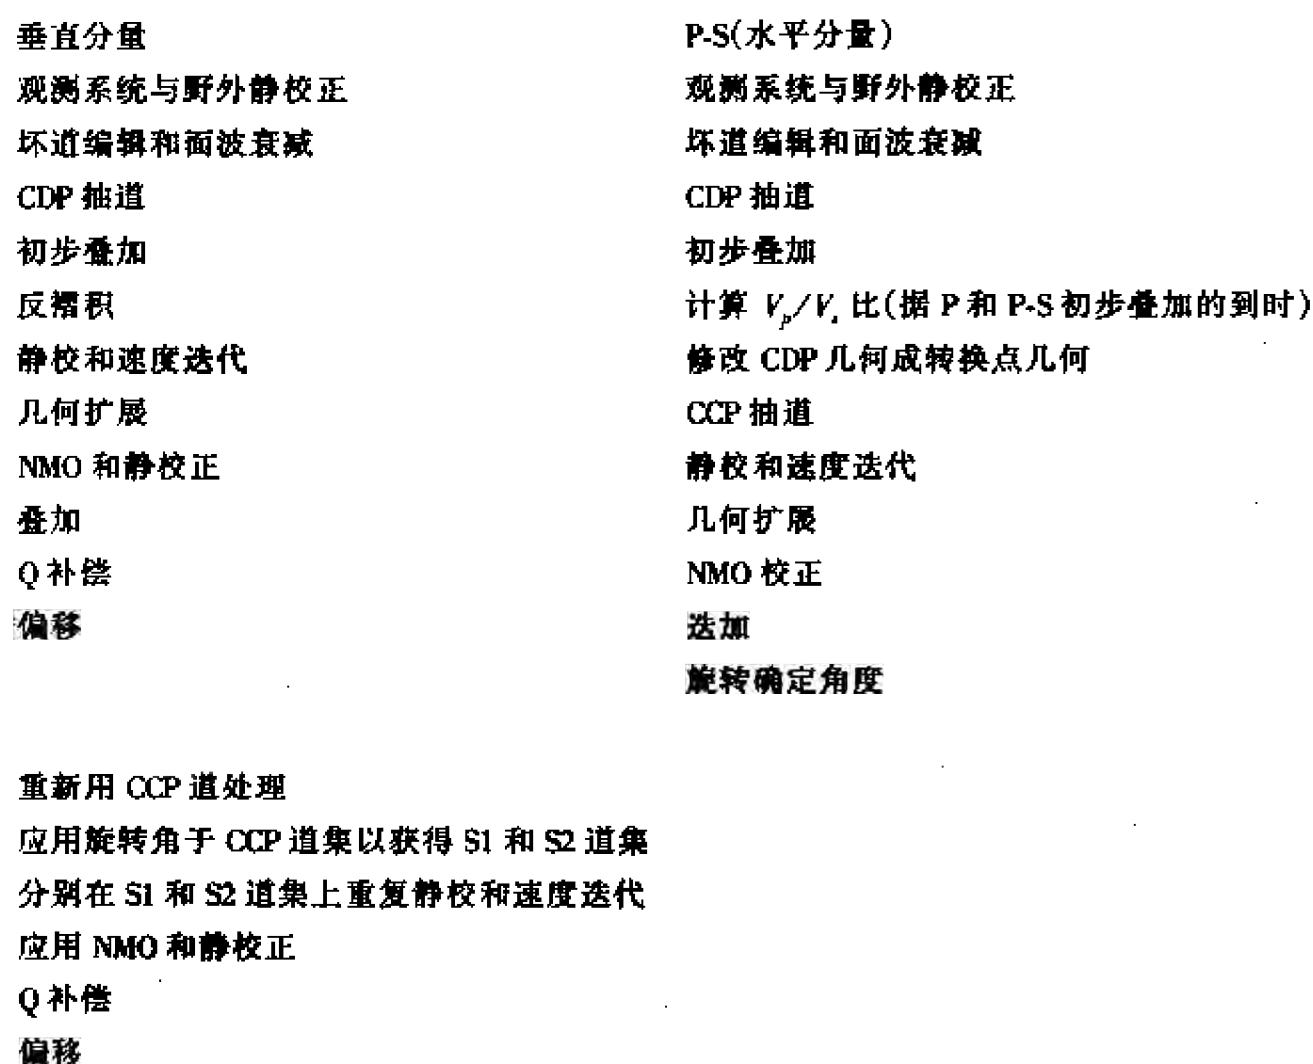 垂直分量
观测系统与野外静校正
坏道编辑和面波衰减
CDP 抽道
初步叠加
反褶积
静校和速度迭代
几何扩展
NMO 和静校正
叠加
Q 补偿
偏移
P-S(水平分量)
观测系统与野外静校正
坏道编辑和面波衰减
CDP 抽道
初步叠加
计算 Vp/Vs 比(据 P 和 P-S 初步叠加的到时)
修改 CDP 几何成转换点几何
CCP 抽道
静校和速度迭代
几何扩展
NMO 校正
迭加
旋转确定角度
重新用 CCP 道处理
应用旋转角于 CCP 道集以获得 S1 和 S2 道集
分别在 S1 和 S2 道集上重复静校和速度迭代
应用 NMO 和静校正
Q 补偿
偏移